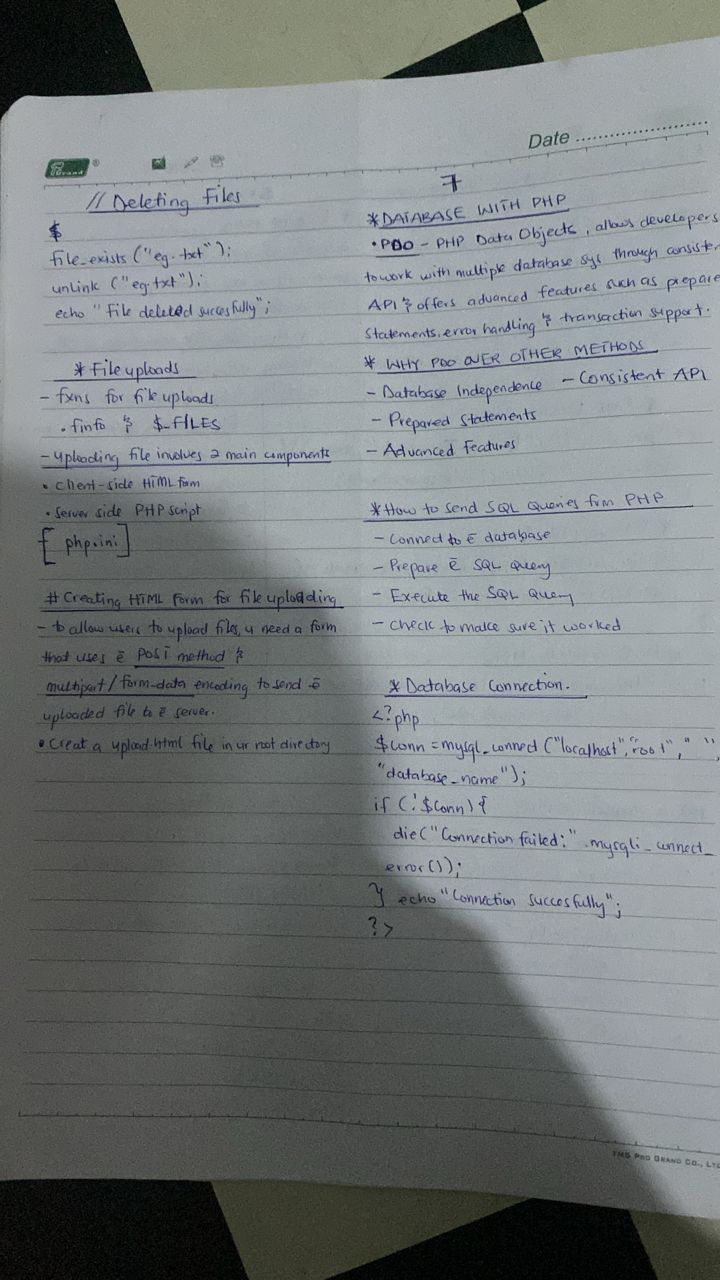 Date
// Deleting Files
$
file_exists ("eg.txt");
unlink ("eg.txt");
echo "File deleted succesfully";
* File uploads
- fxns for file uploads
• finfo & $_FILES
- uploading file involves 2 main components
• client-side HTML form
• server side PHP script
[ php.ini ]
# Creating HTML Form for file uploading
- to allow users to upload files, u need a form
that uses ē POST method &
multipart / form-data encoding to send ē
uploaded file to ē server.
• Creat a upload.html file in ur root directory
7
* DATABASE WITH PHP
• PDO - PHP Data Objects, allows developers
to work with multiple database sys through consisten
API & offers advanced features such as prepare
Statements, error handling & transaction support.
* WHY PDO OVER OTHER METHODS
- Database Independence - Consistent API
- Prepared Statements
- Advanced Features
* How to send SQL Queries frm PHP
- Connect to ē database
- Prepare ē SQL query
- Execute the SQL Query
- check to make sure it worked
* Database Connection.
<?php
$Conn = mysql_conned ("localhost", "root", " ",
"database_name");
if (!$Conn) {
die("Connection failed:" .mysqli_connect_
error());
} echo "Connection Succesfully";
?>
TMS PRO GRAND CO., LTD